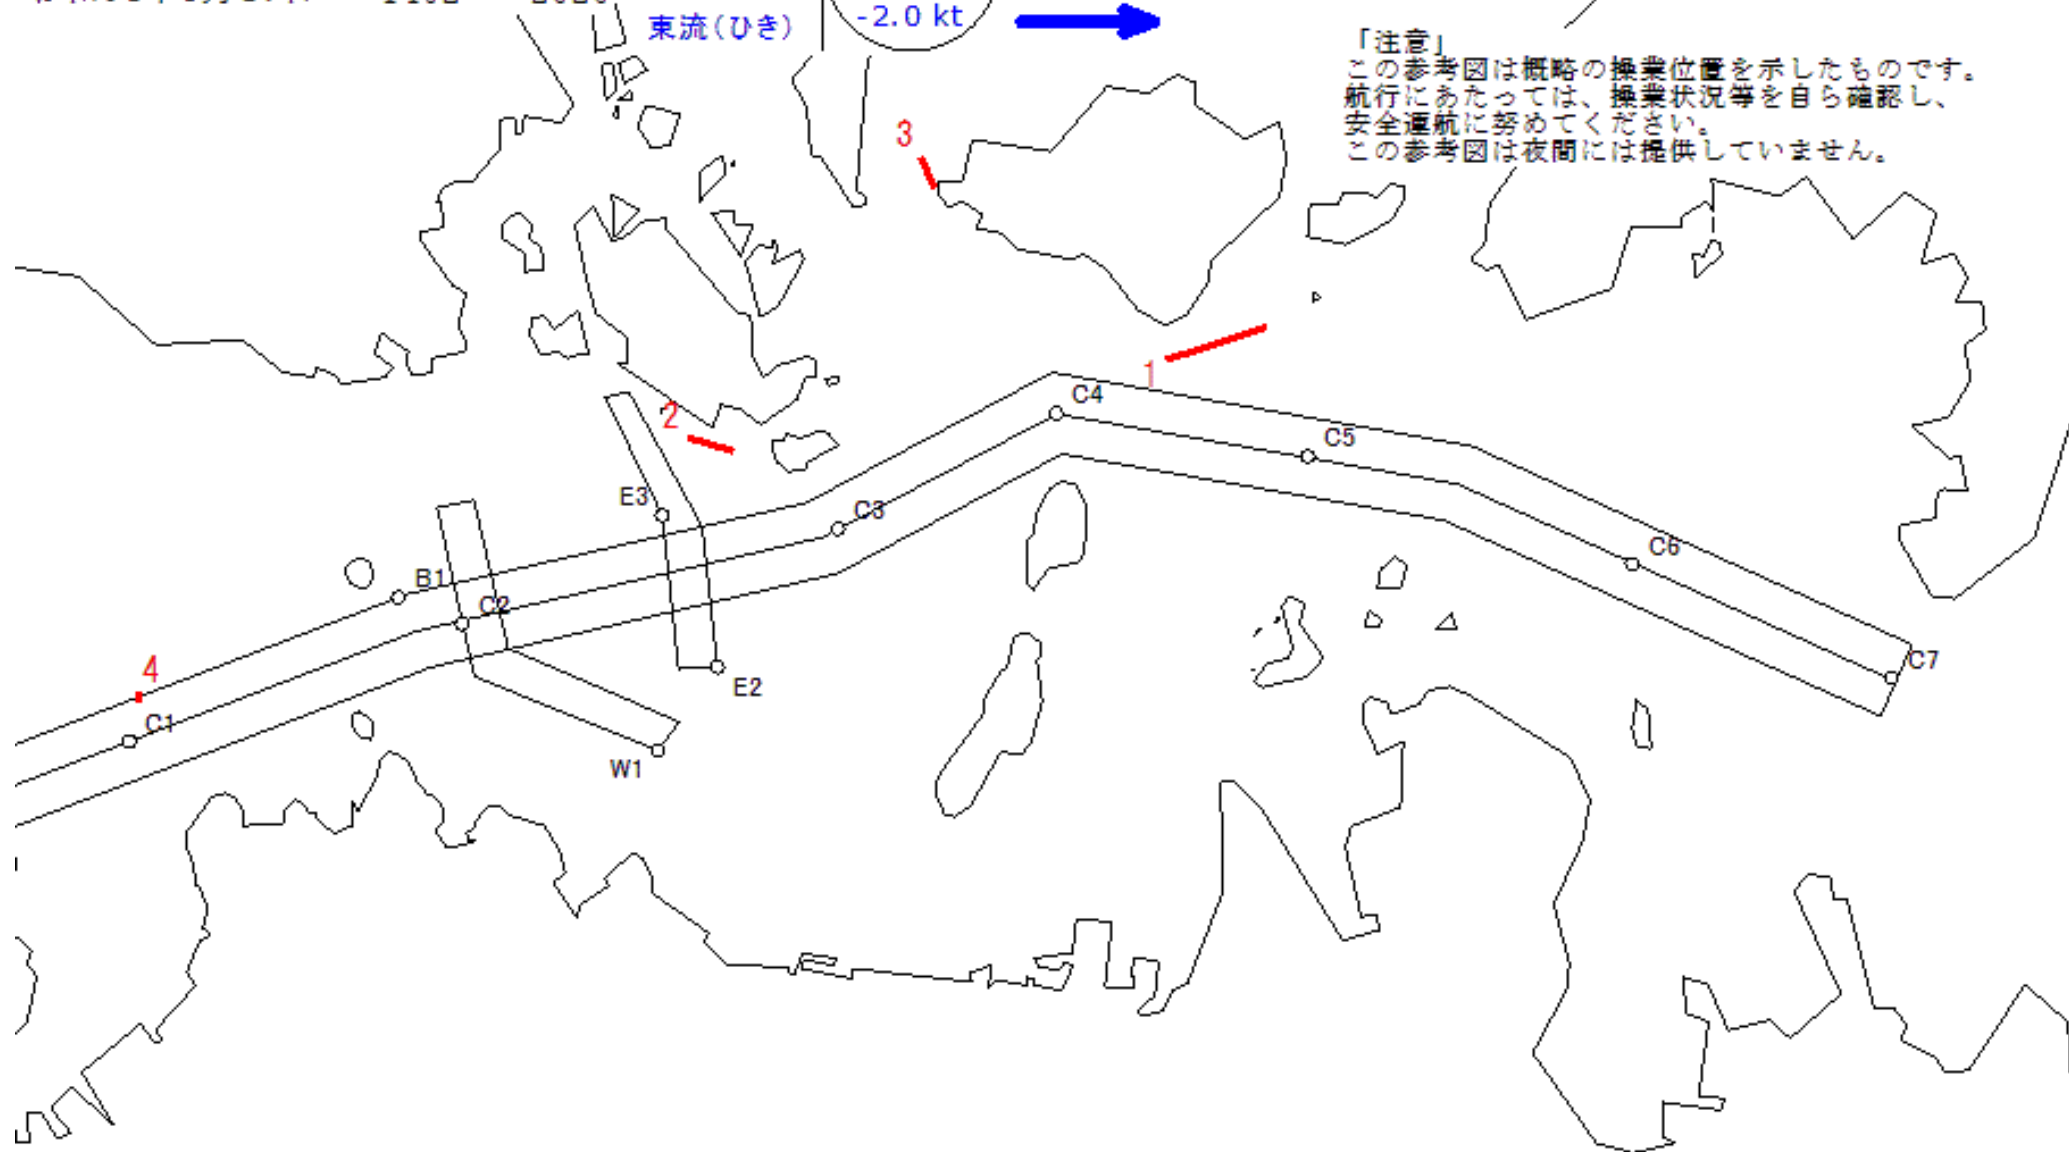 東流(ひき)
-2.0 kt
「注意」
この参考図は概略の操業位置を示したものです。
航行にあたっては、操業状況等を自ら確認し、
安全運航に努めてください。
この参考図は夜間には提供していません。
3
1
C4
2
C5
E3
C3
C6
B1
C2
4
E2
C7
C1
W1